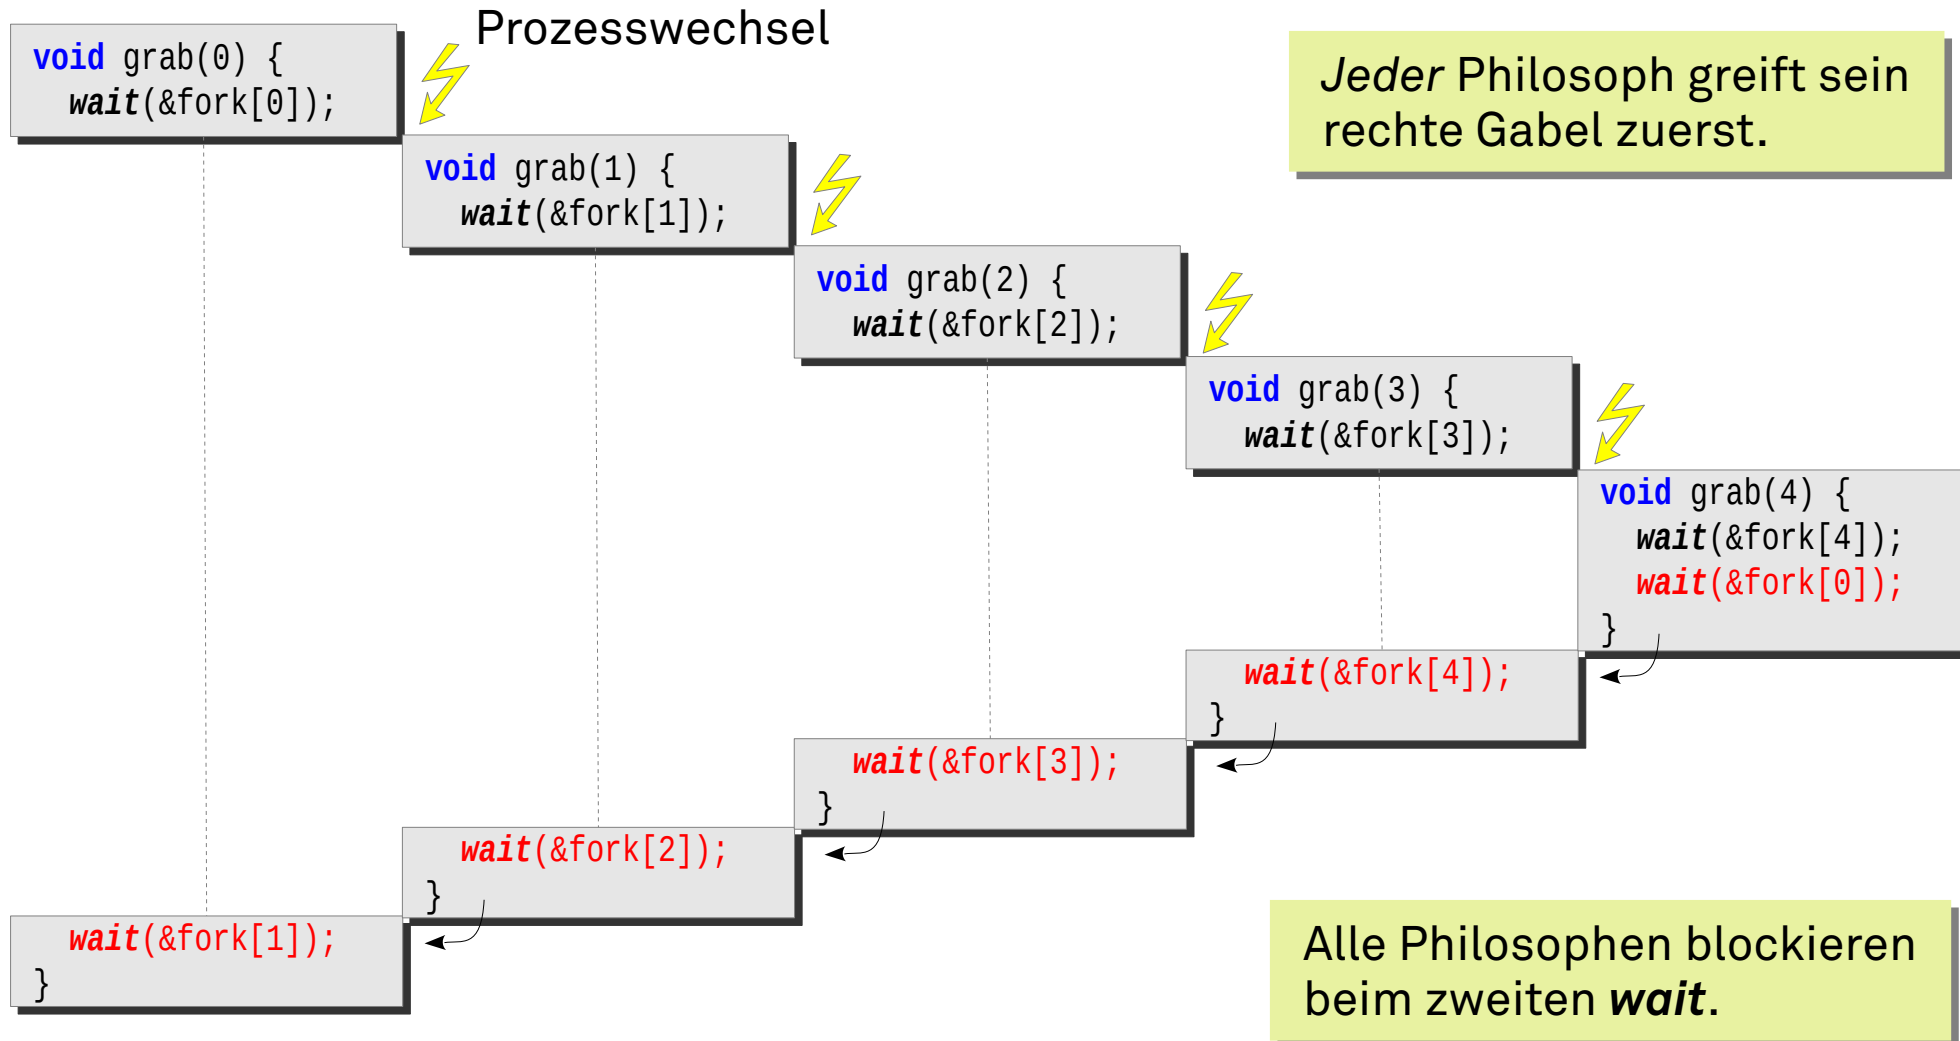 Prozesswechsel
void grab(0) {
wait(&fork[0]);
Jeder Philosoph greift sein
rechte Gabel zuerst.
void grab(1) {
wait(&fork[1]);
void grab(2) {
wait(&fork[2]);
void grab(3) {
wait(&fork[3]);
void grab(4) {
wait(&fork[4]);
wait(&fork[0]);
}
wait(&fork[4]);
}
wait(&fork[3]);
}
wait(&fork[2]);
}
wait(&fork[1]);
}
Alle Philosophen blockieren
beim zweiten wait.